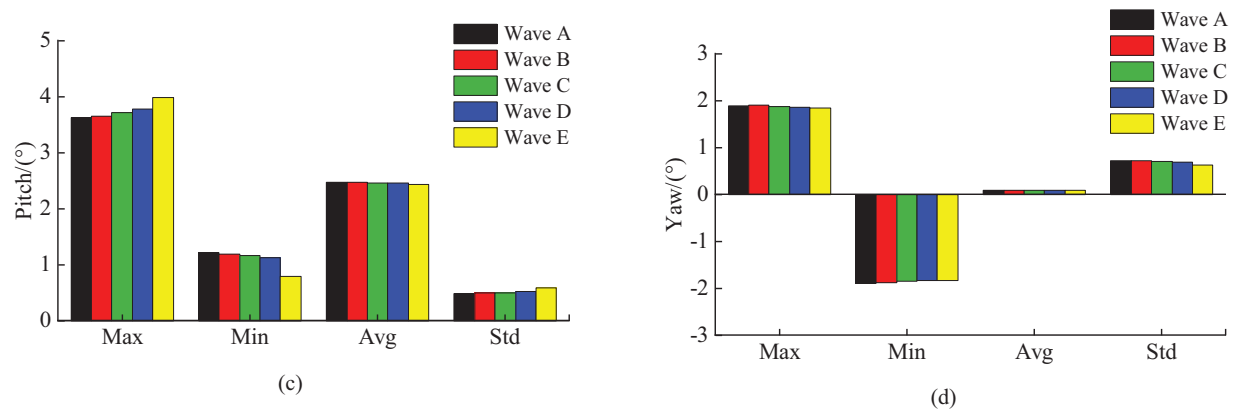 Wave A
Wave B
Wave C
Wave D
Wave E
5
4
3
2
1
0
Pitch/(°)
Max
Min
Avg
Std
(c)
Wave A
Wave B
Wave C
Wave D
Wave E
3
2
1
0
-1
-2
-3
Yaw/(°)
Max
Min
Avg
Std
(d)